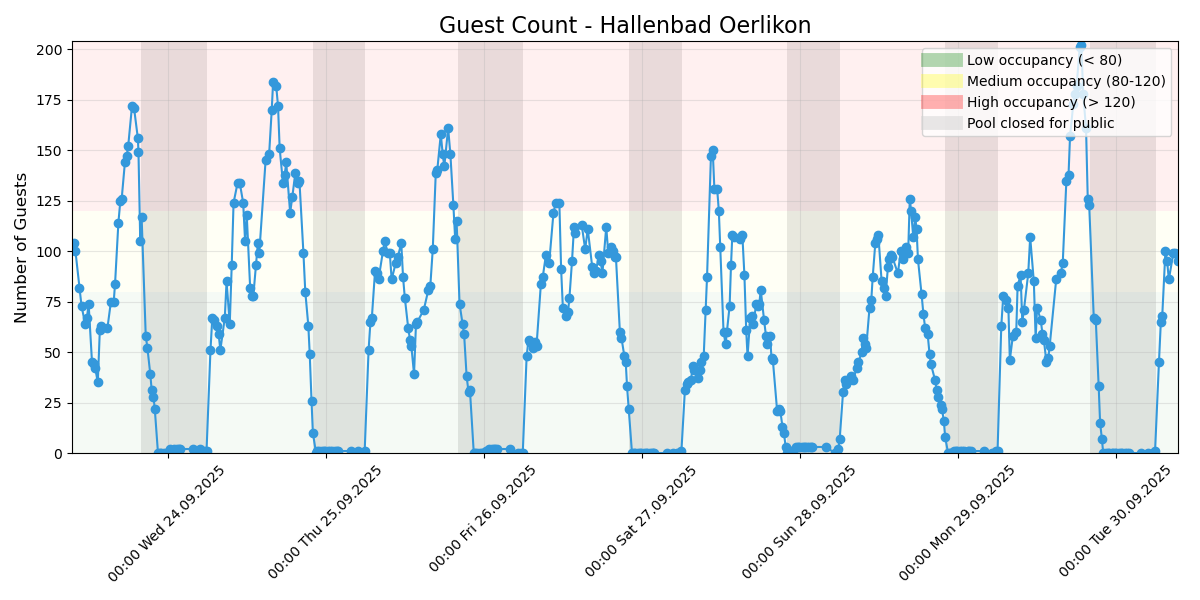 Guest Count - Hallenbad Oerlikon
Number of Guests
200
175
150
125
100
75
50
25
0
Low occupancy (< 80)
Medium occupancy (80-120)
High occupancy (> 120)
Pool closed for public
00:00 Wed 24.09.2025
00:00 Thu 25.09.2025
00:00 Fri 26.09.2025
00:00 Sat 27.09.2025
00:00 Sun 28.09.2025
00:00 Mon 29.09.2025
00:00 Tue 30.09.2025